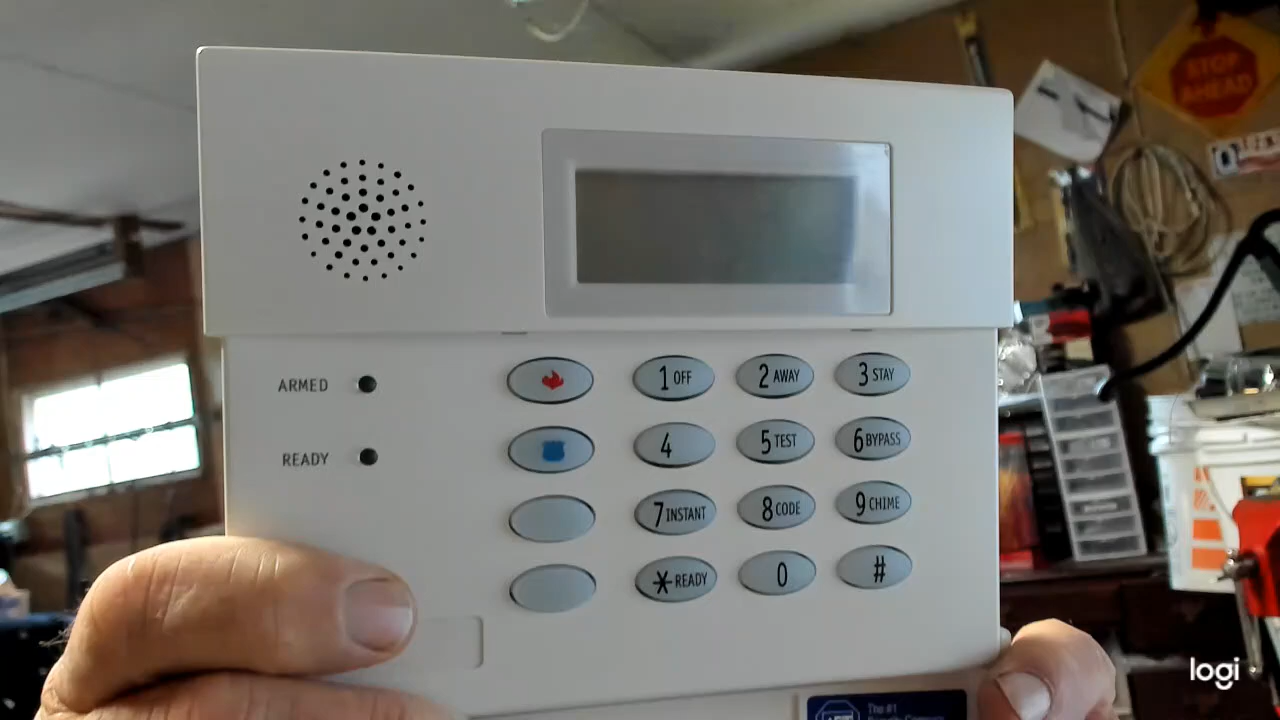 STOP
AHEAD
ARMED
READY
1 OFF
2 AWAY
3 STAY
4
5 TEST
6 BYPASS
7 INSTANT
8 CODE
9 CHIME
* READY
0
#
The #1
logi